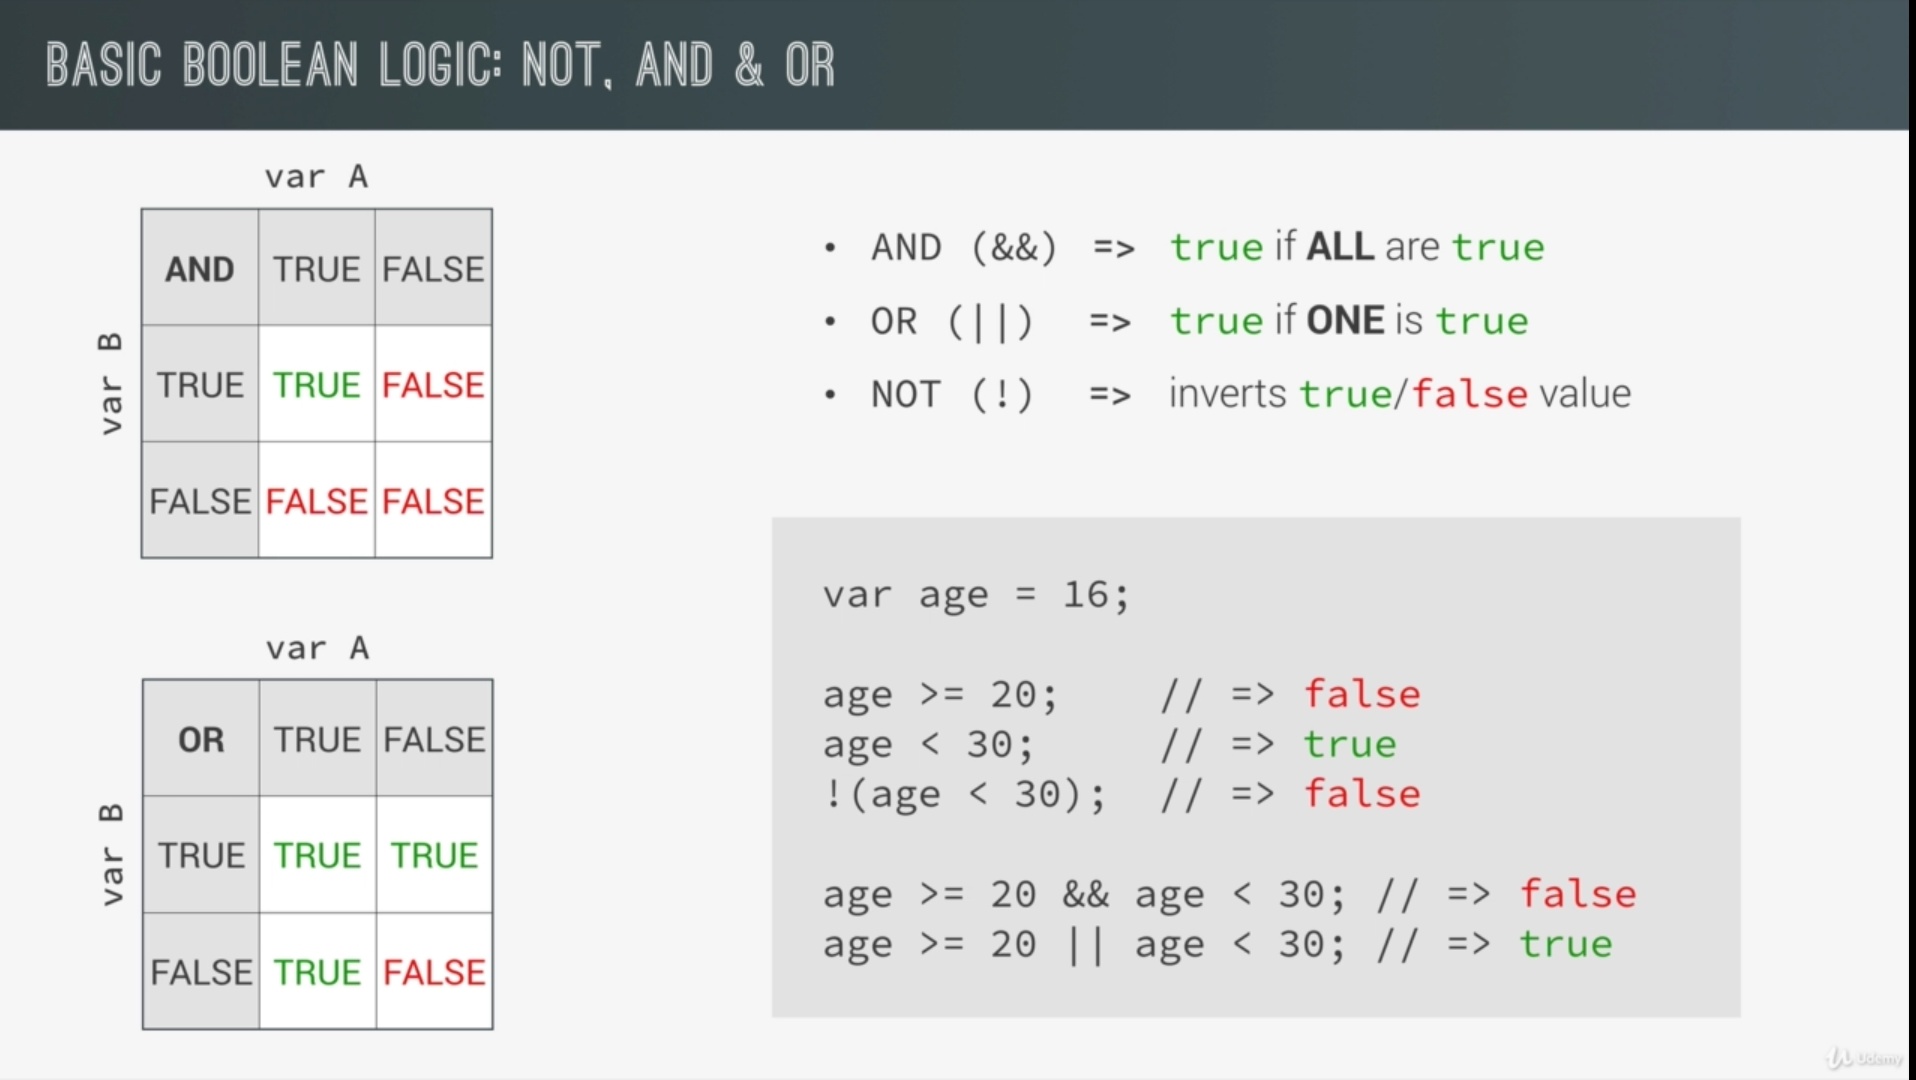 BASIC BOOLEAN LOGIC: NOT, AND & OR
var A
AND TRUE FALSE
var B
TRUE TRUE FALSE
FALSE FALSE FALSE
var A
OR TRUE FALSE
var B
TRUE TRUE TRUE
FALSE TRUE FALSE
• AND (&&) => true if ALL are true
• OR (||) => true if ONE is true
• NOT (!) => inverts true/false value
var age = 16;
age >= 20; // => false
age < 30; // => true
!(age < 30); // => false
age >= 20 && age < 30; // => false
age >= 20 || age < 30; // => true
Udemy